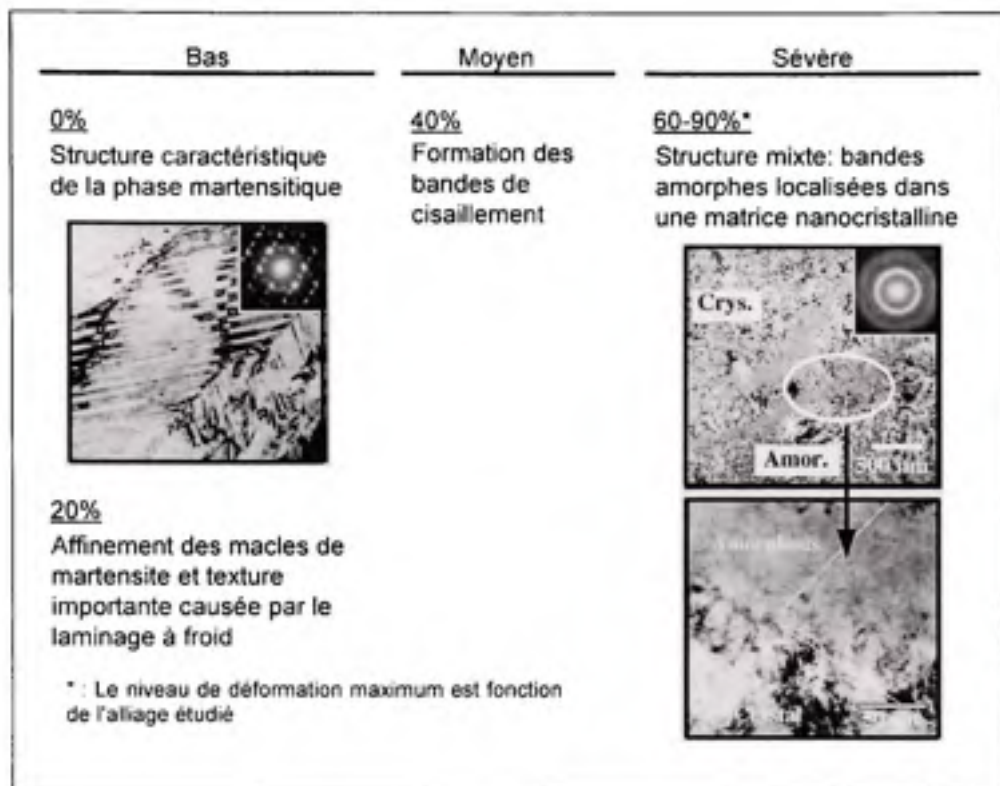 Bas
Moyen
Sévère
0%
Structure caractéristique
de la phase martensitique
20%
Affinement des macles de
martensite et texture
importante causée par le
laminage à froid
40%
Formation des
bandes de
cisaillement
60-90%*
Structure mixte: bandes
amorphes localisées dans
une matrice nanocristalline
Crys.
Amor.
500 nm
* : Le niveau de déformation maximum est fonction
de l'alliage étudié